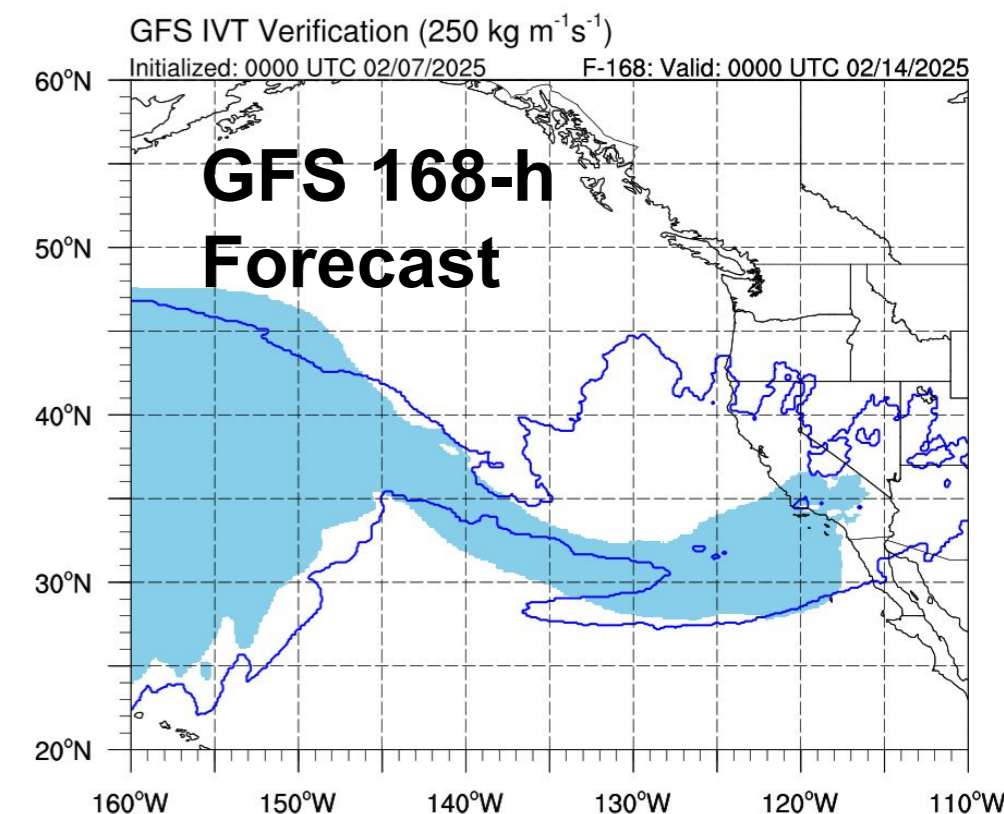 GFS IVT Verification (250 kg m⁻¹s⁻¹)
Initialized: 0000 UTC 02/07/2025 F-168: Valid: 0000 UTC 02/14/2025
60°N
GFS 168-h
50°N
Forecast
40°N
30°N
20°N
160°W 150°W 140°W 130°W 120°W 110°W